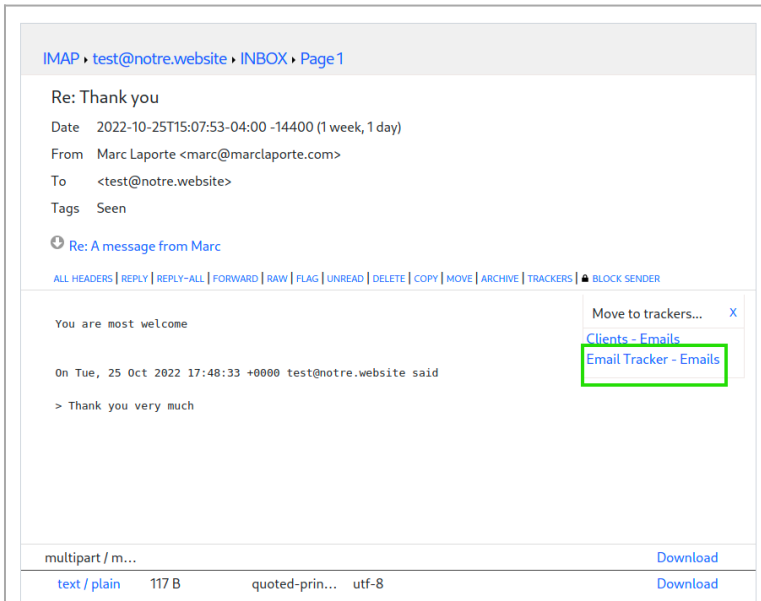 IMAP ‣ test@notre.website ‣ INBOX ‣ Page 1
Re: Thank you
Date 2022-10-25T15:07:53-04:00 -14400 (1 week, 1 day)
From Marc Laporte <marc@marclaporte.com>
To <test@notre.website>
Tags Seen
Re: A message from Marc
ALL HEADERS | REPLY | REPLY-ALL | FORWARD | RAW | FLAG | UNREAD | DELETE | COPY | MOVE | ARCHIVE | TRACKERS | BLOCK SENDER
Move to trackers... X
Clients - Emails
Email Tracker - Emails
You are most welcome
On Tue, 25 Oct 2022 17:48:33 +0000 test@notre.website said
> Thank you very much
multipart / m... Download
text / plain 117 B quoted-prin... utf-8 Download